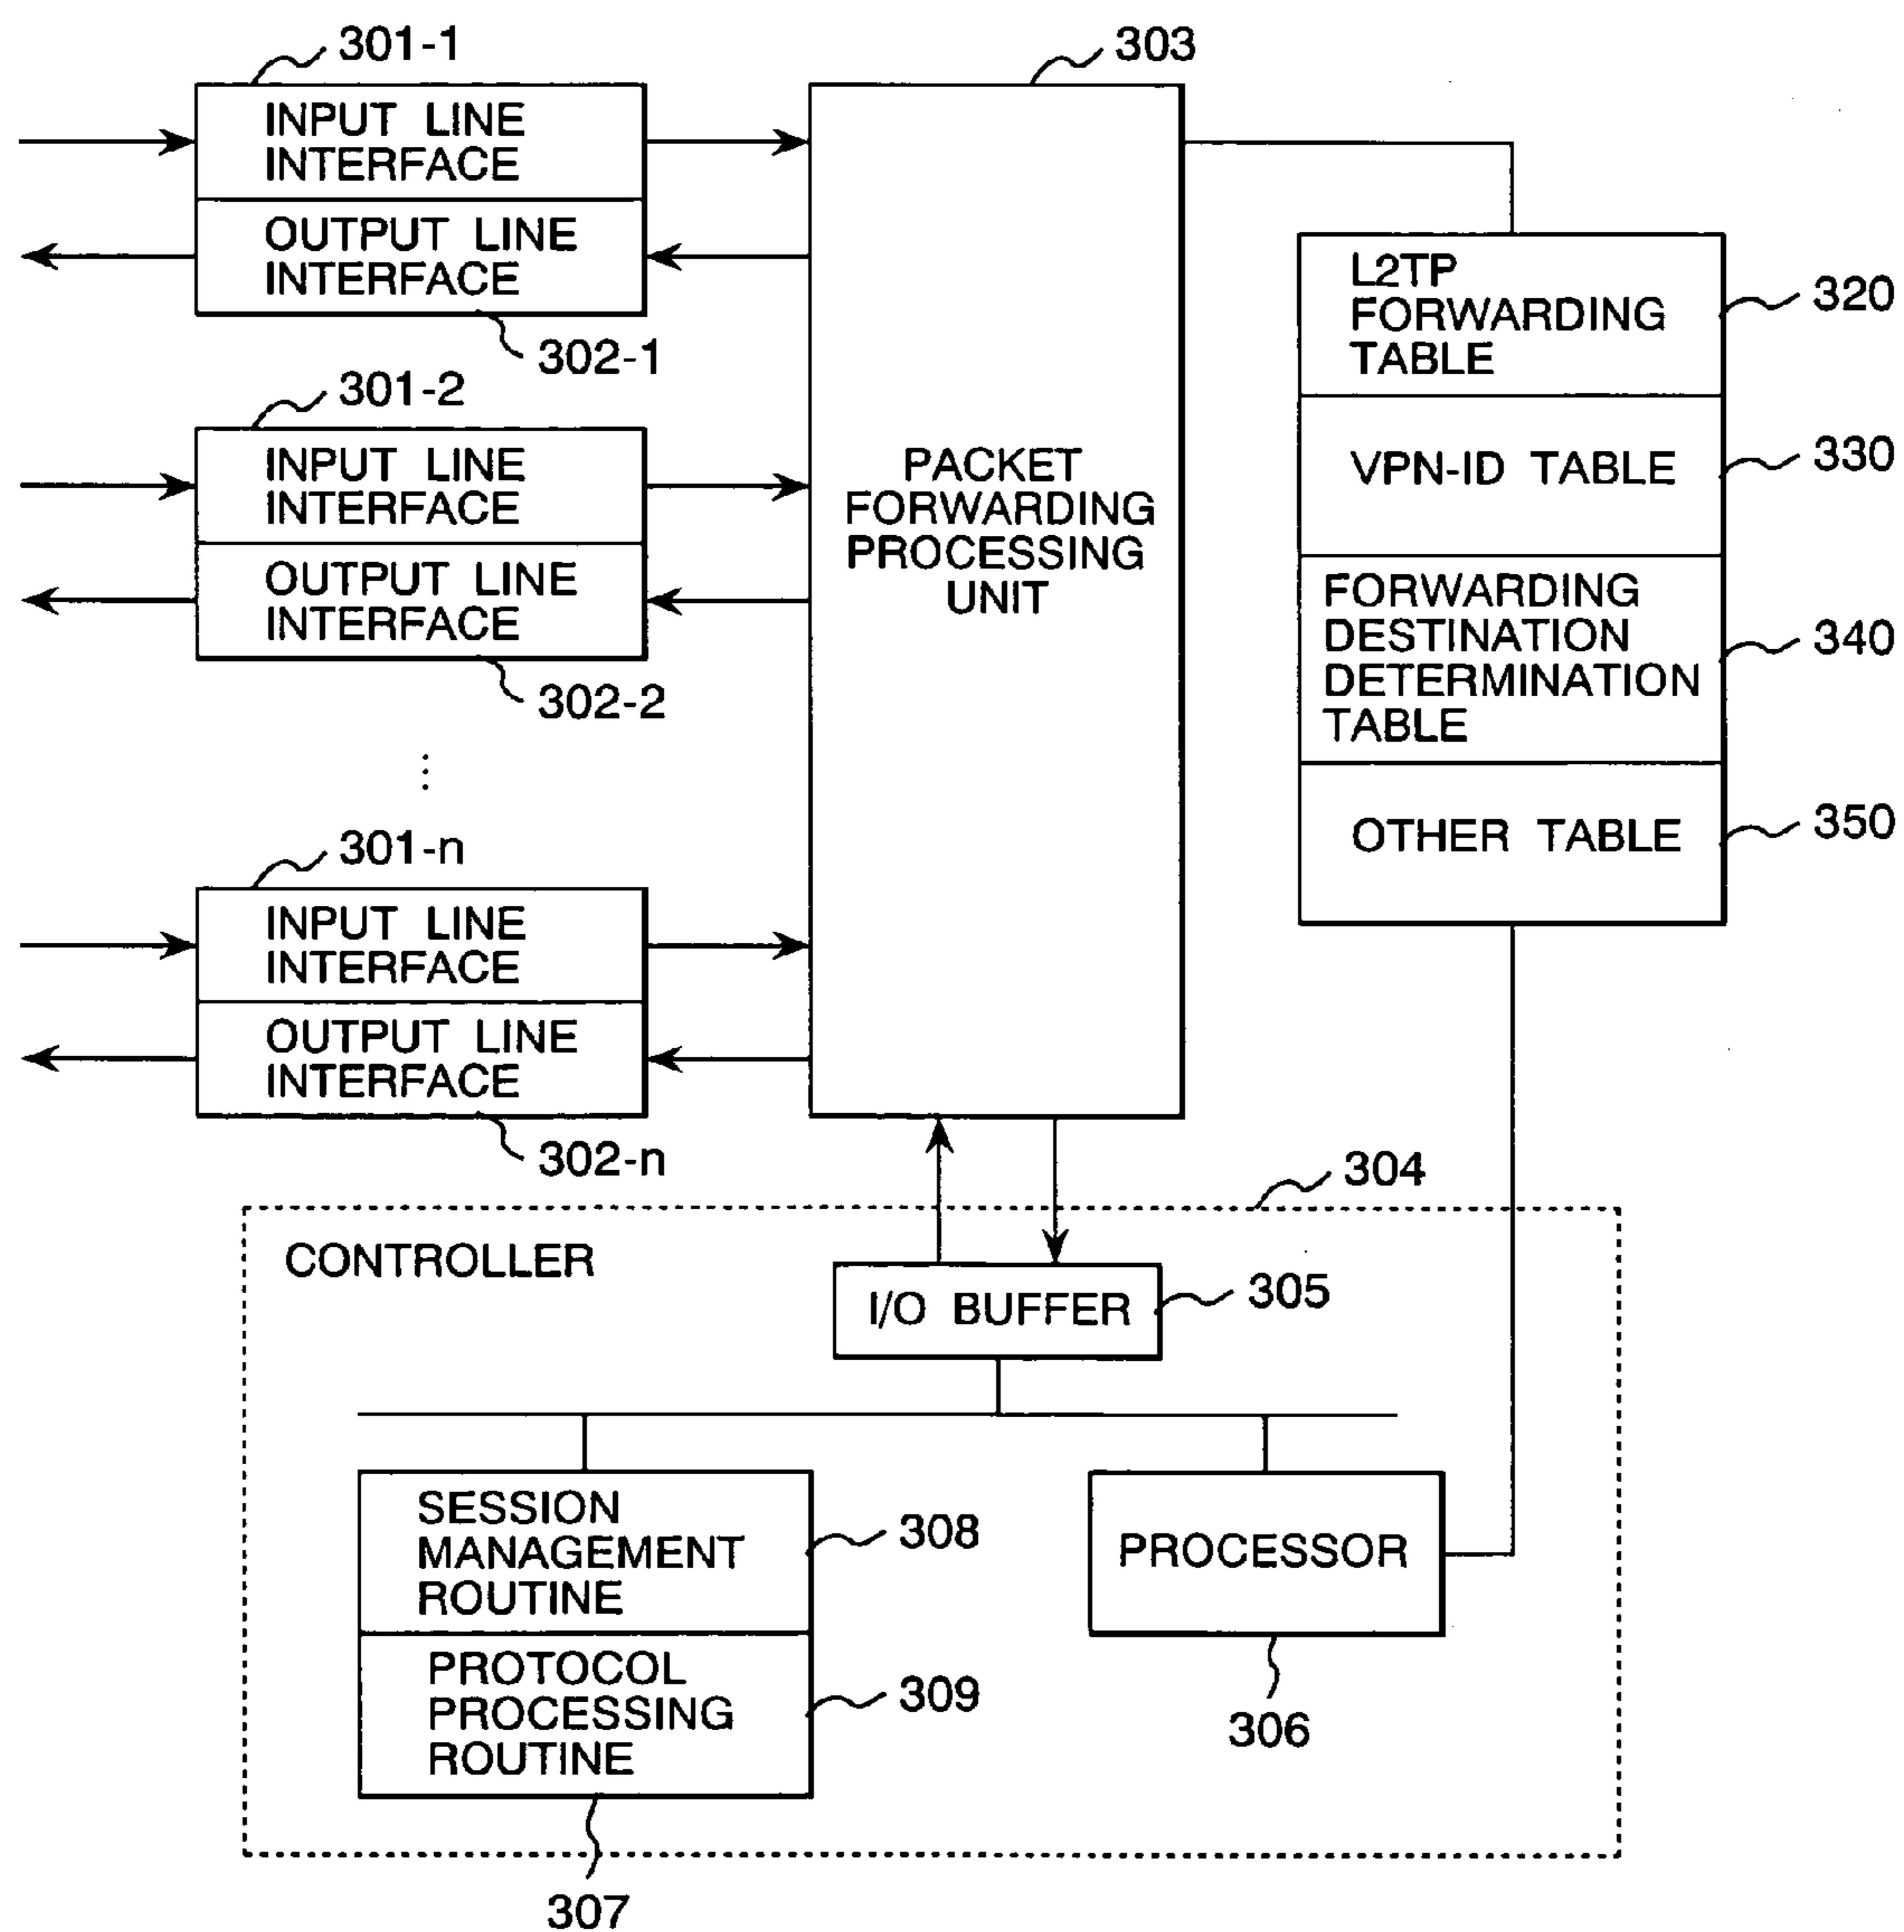 301-1
INPUT LINE
INTERFACE
OUTPUT LINE
INTERFACE
302-1
301-2
INPUT LINE
INTERFACE
OUTPUT LINE
INTERFACE
302-2
⋮
301-n
INPUT LINE
INTERFACE
OUTPUT LINE
INTERFACE
302-n
303
PACKET
FORWARDING
PROCESSING
UNIT
L2TP
FORWARDING
TABLE
320
VPN-ID TABLE
330
FORWARDING
DESTINATION
DETERMINATION
TABLE
340
OTHER TABLE
350
304
CONTROLLER
I/O BUFFER
305
SESSION
MANAGEMENT
ROUTINE
308
PROTOCOL
PROCESSING
ROUTINE
309
307
PROCESSOR
306